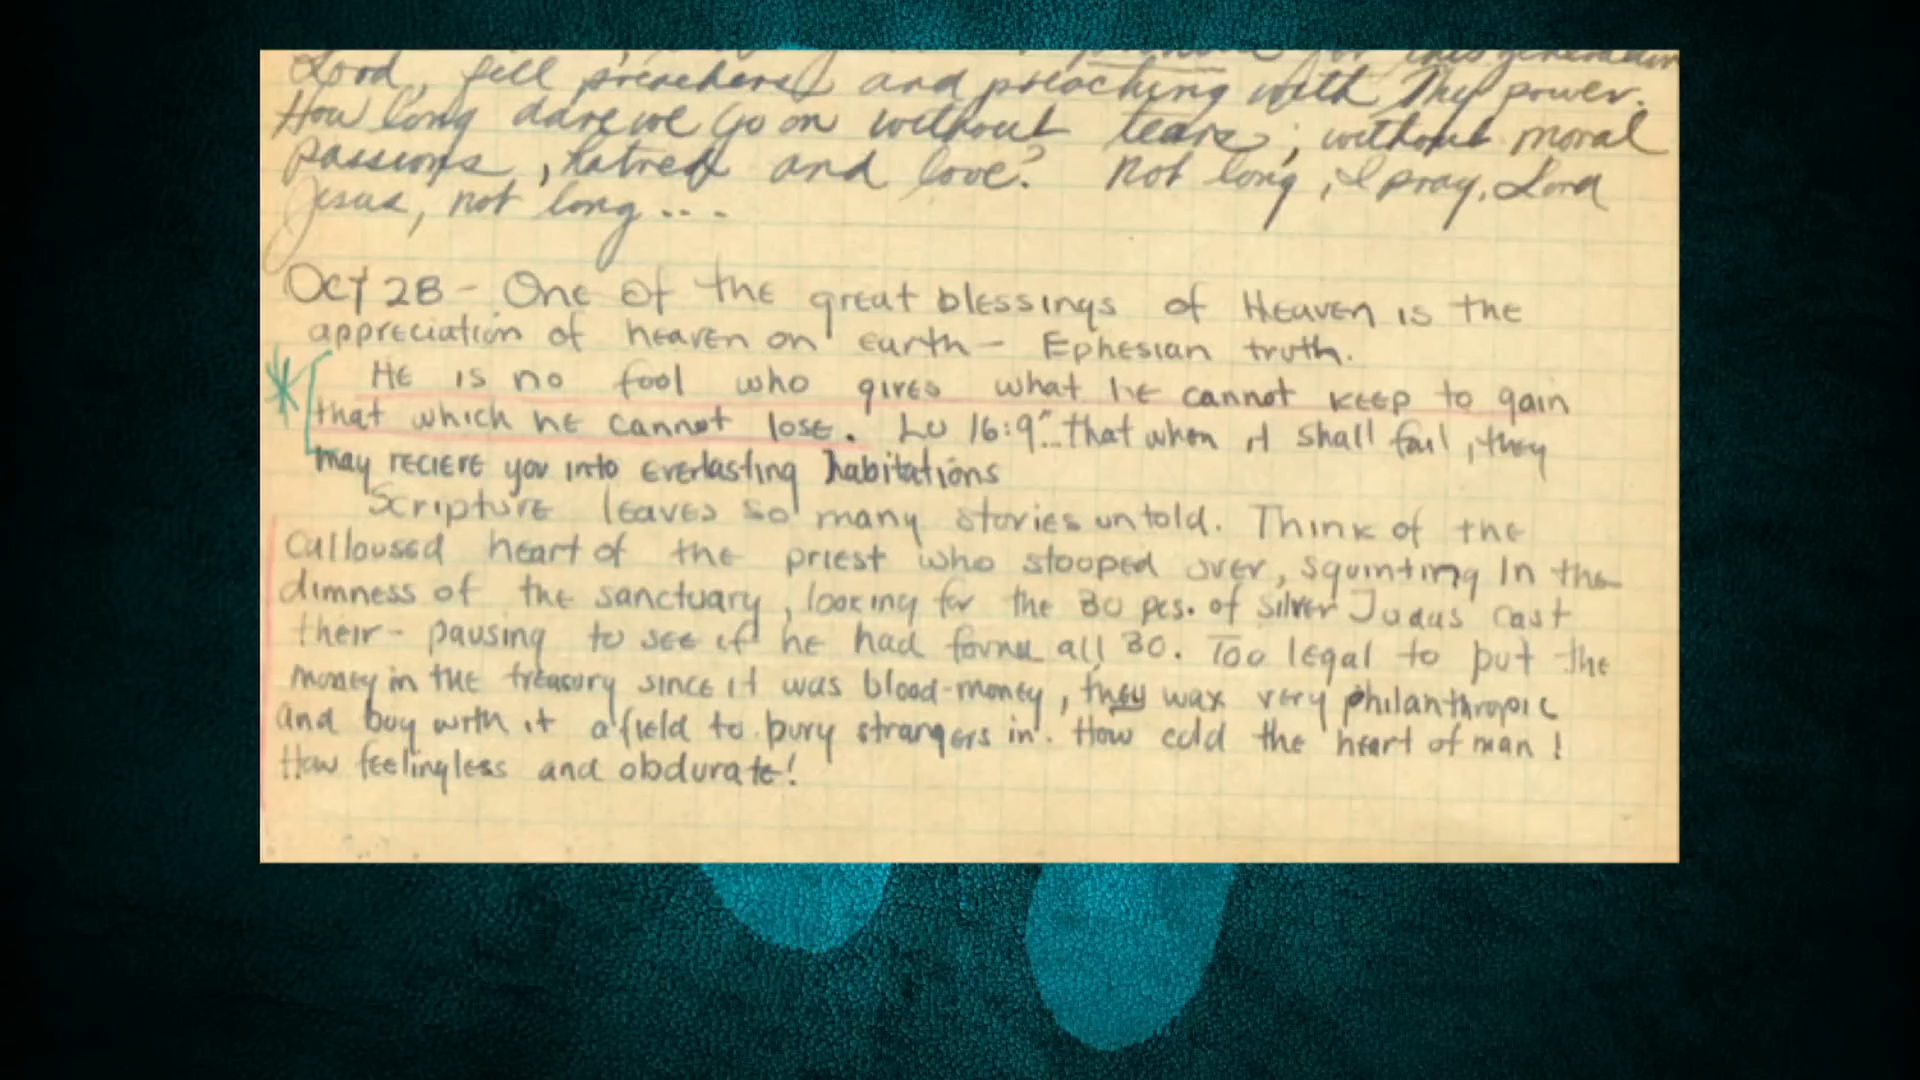 for this generation
Lord, fill preachers and preaching with Thy power.
How long dare we go on without tears, without moral
passions, hatred and love? Not long, I pray, Lord
Jesus, not long...
Oct 28 - One of the great blessings of Heaven is the
appreciation of heaven on earth - Ephesian truth.
He is no fool who gives what he cannot keep to gain
that which he cannot lose. Lu 16:9 "...that when it shall fail, they
may reciere you into everlasting habitations
Scripture leaves so many stories untold. Think of the
calloused heart of the priest who stooped over, squinting in the
dimness of the sanctuary, looking for the 30 pcs. of silver Judas cast
their - pausing to see if he had found all 30. Too legal to put the
money in the treasury since it was blood-money, they wax very philanthropic
and buy with it a field to bury strangers in. How cold the heart of man!
How feelingless and obdurate!